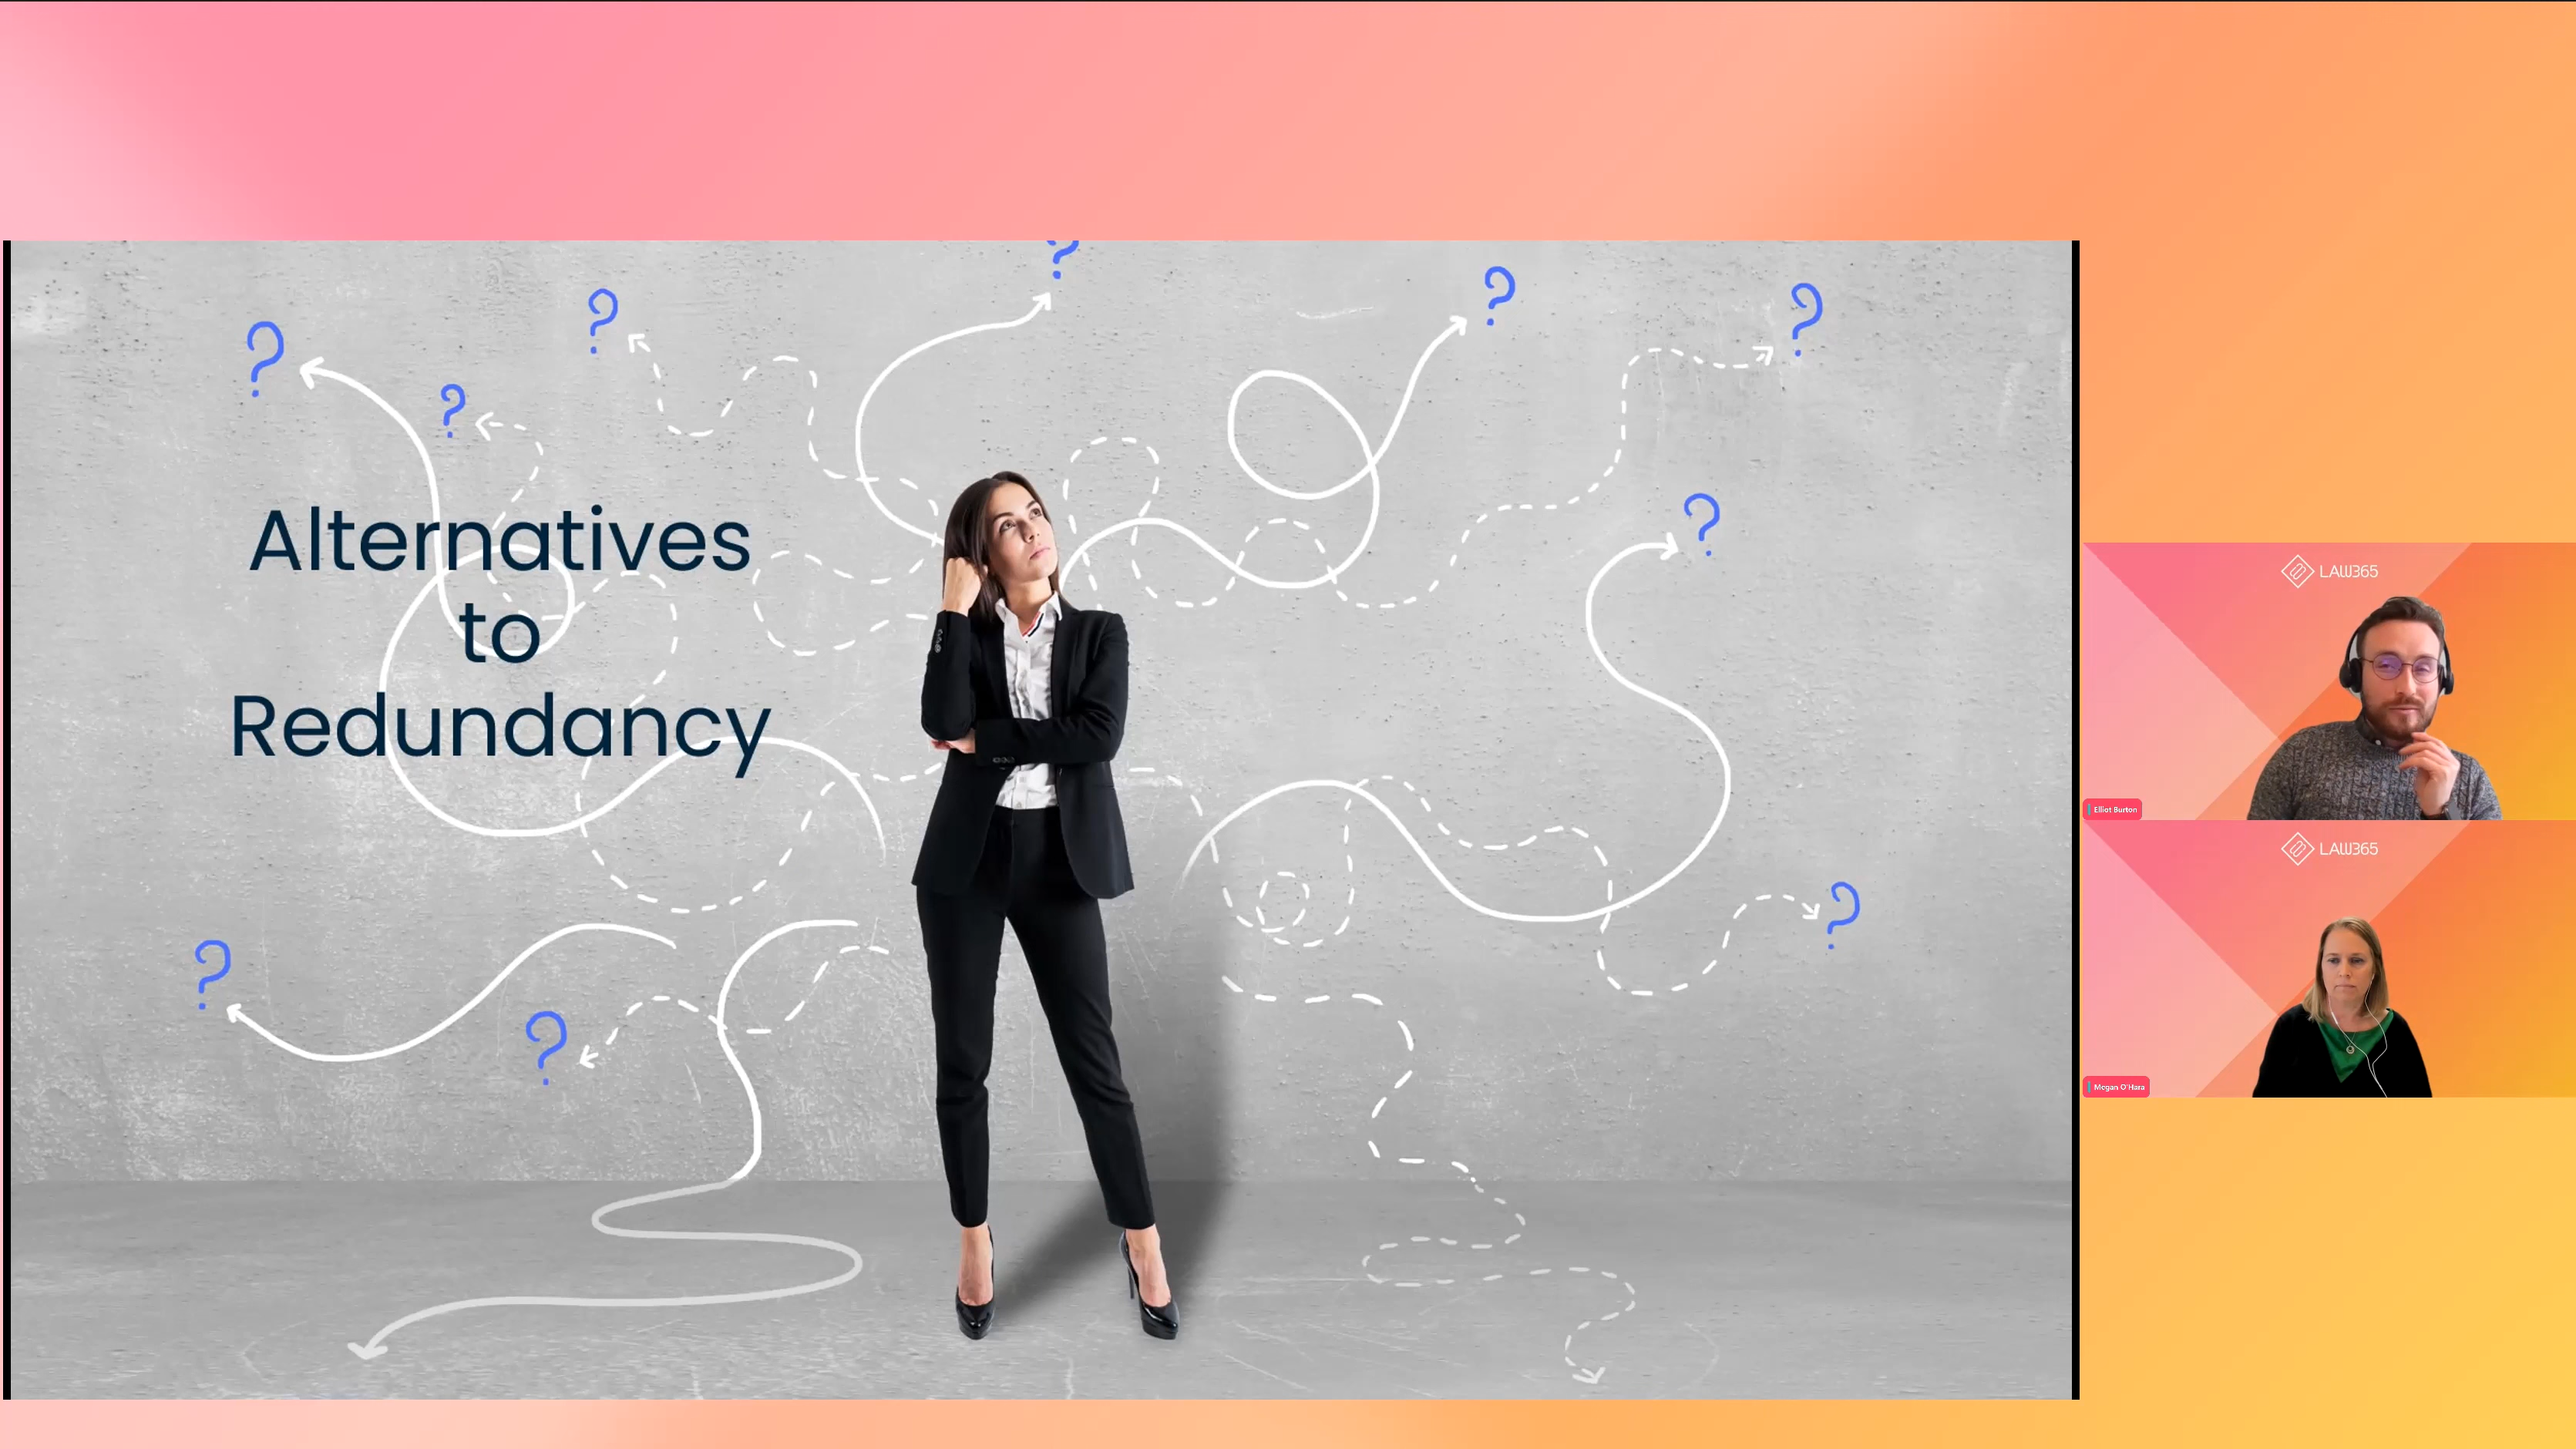 ?
?
?
?
?
?
Alternatives
to
Redundancy
?
?
?
?
LAW365
Elliot Burton
LAW365
Megan O'Hara